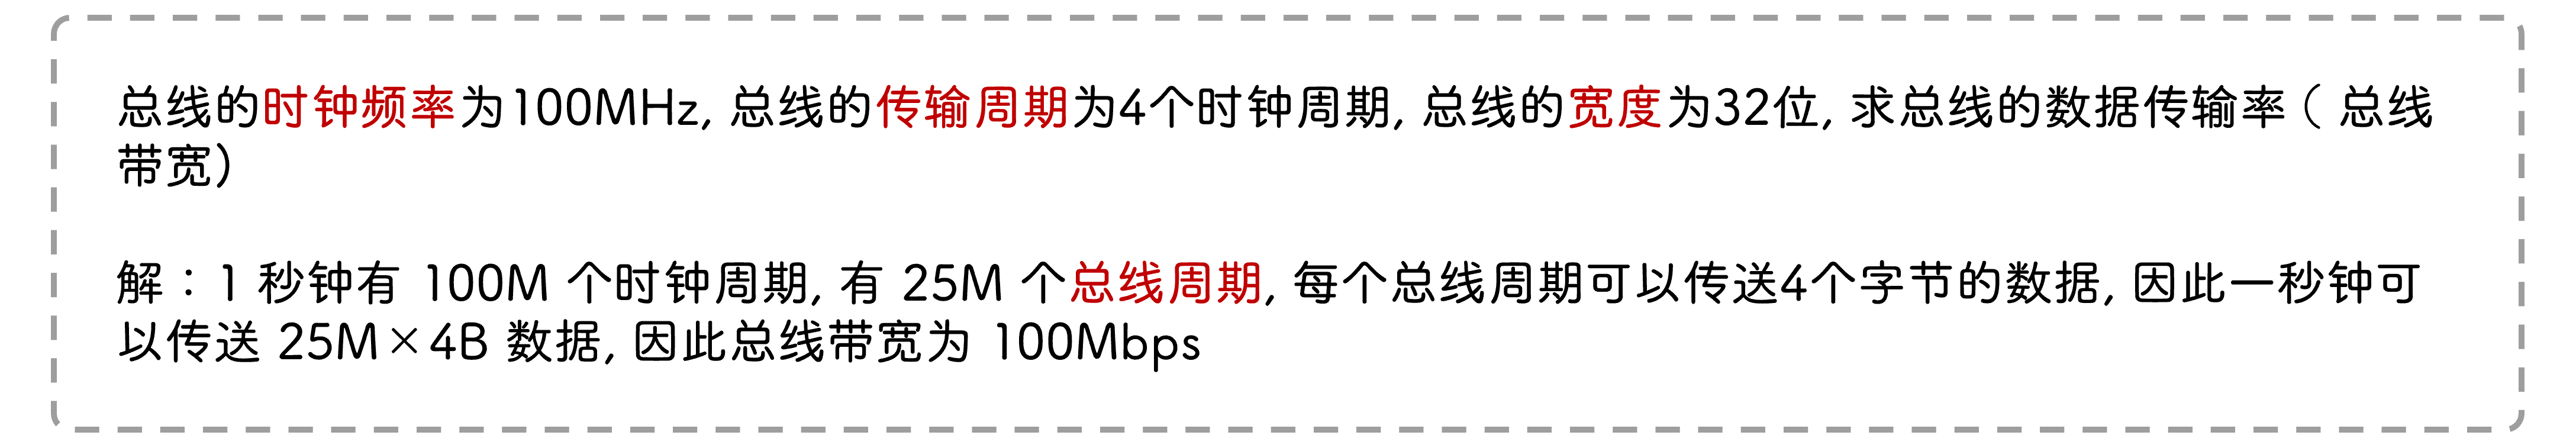 总线的时钟频率为100MHz, 总线的传输周期为4个时钟周期, 总线的宽度为32位, 求总线的数据传输率 ( 总线
带宽)
解：1 秒钟有 100M 个时钟周期, 有 25M 个总线周期, 每个总线周期可以传送4个字节的数据, 因此一秒钟可
以传送 25M×4B 数据, 因此总线带宽为 100Mbps